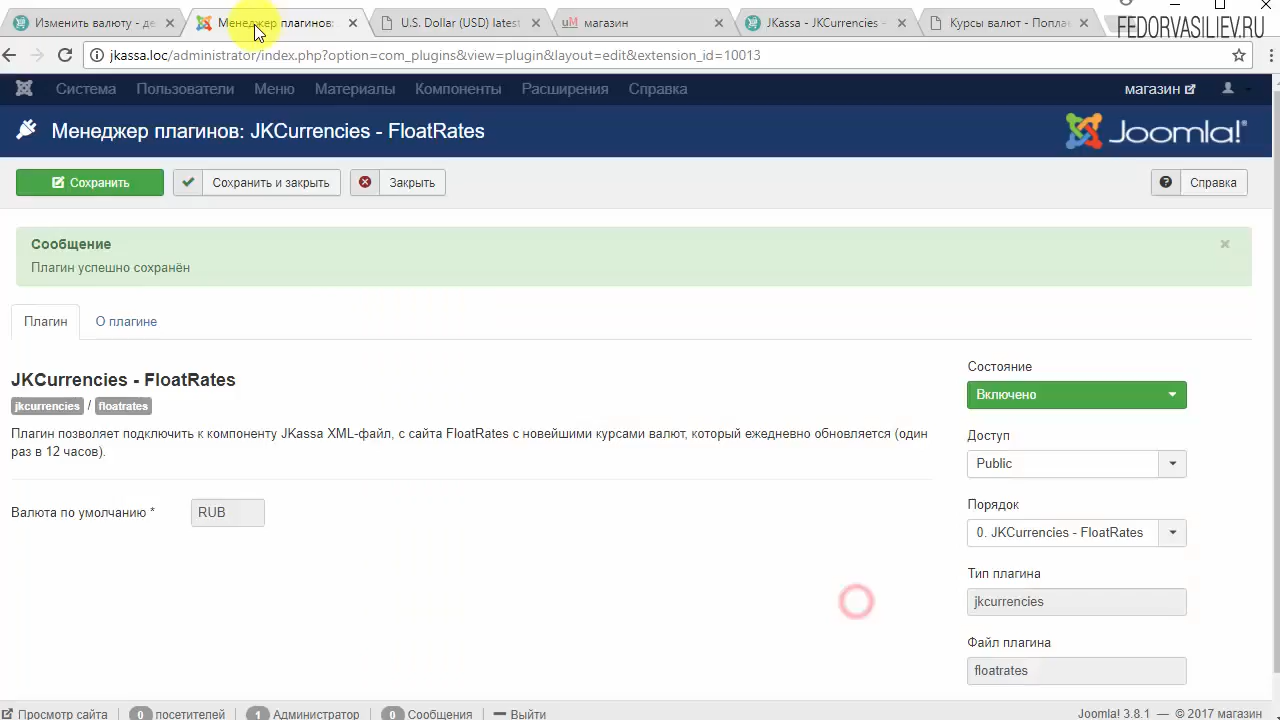 Изменить валюту - де
Менеджер плагинов:
U.S. Dollar (USD) latest
магазин
JKassa - JKCurrencies -
Курсы валют - Попла
FEDORVASILIEV.RU
jkassa.loc/administrator/index.php?option=com_plugins&view=plugin&layout=edit&extension_id=10013
Система Пользователи Меню Материалы Компоненты Расширения Справка магазин
Менеджер плагинов: JKCurrencies - FloatRates
Joomla!
Сохранить Сохранить и закрыть Закрыть Справка
Сообщение
Плагин успешно сохранён
Плагин О плагине
JKCurrencies - FloatRates
jkcurrencies / floatrates
Плагин позволяет подключить к компоненту JKassa XML-файл, с сайта FloatRates с новейшими курсами валют, который ежедневно обновляется (один
раз в 12 часов).
Валюта по умолчанию * RUB
Состояние
Включено
Доступ
Public
Порядок
0. JKCurrencies - FloatRates
Тип плагина
jkcurrencies
Файл плагина
floatrates
Просмотр сайта 0 посетителей 1 Администратор 0 Сообщения Выйти Joomla! 3.8.1 — © 2017 магазин